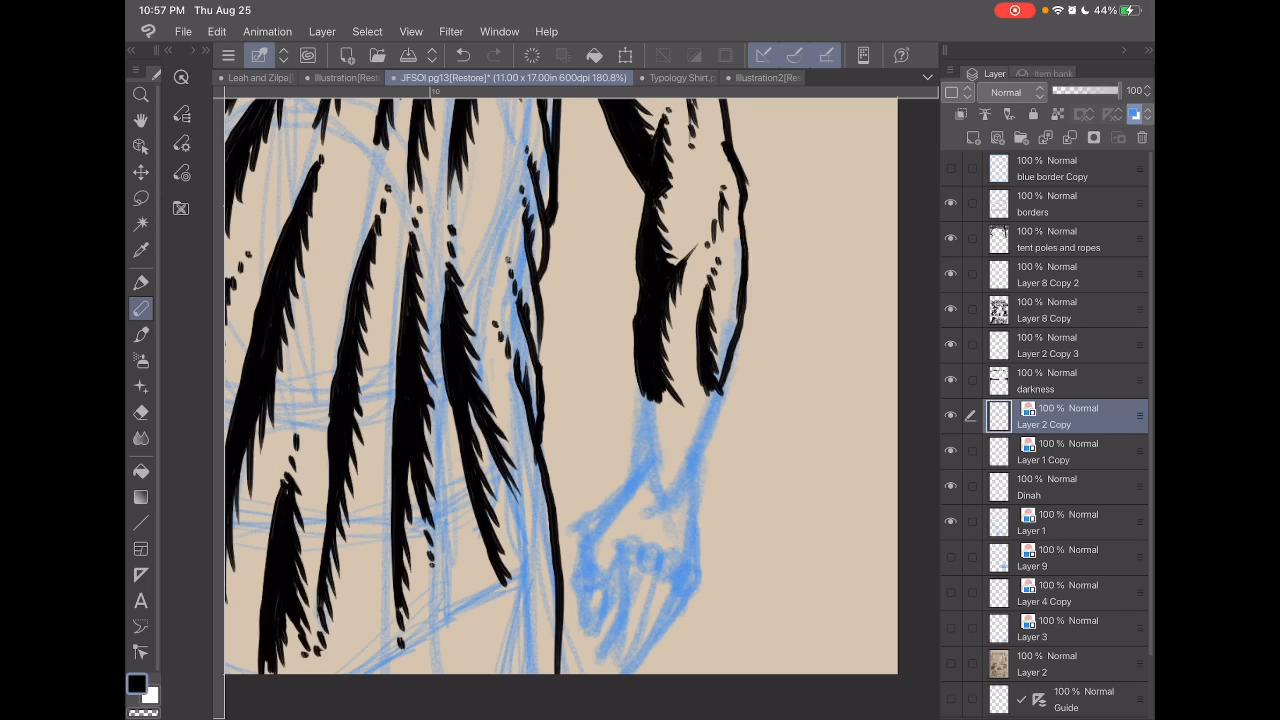 10:57 PM Thu Aug 25
44%
File Edit Animation Layer Select View Filter Window Help
Leah and Zilpa Illustration[Rest JFSOI pg13[Restore]* (11.00 x 17.00in 600dpi 180.8%) Typology Shirt. Illustration2[Res
Layer Item bank
10
Normal 100
100 % Normal
blue border Copy
100 % Normal
borders
100 % Normal
tent poles and ropes
100 % Normal
Layer 8 Copy 2
100 % Normal
Layer 8 Copy
100 % Normal
Layer 2 Copy 3
100 % Normal
darkness
100 % Normal
Layer 2 Copy
100 % Normal
Layer 1 Copy
100 % Normal
Dinah
100 % Normal
Layer 1
100 % Normal
Layer 9
100 % Normal
Layer 4 Copy
100 % Normal
Layer 3
100 % Normal
Layer 2
100 % Normal
Guide